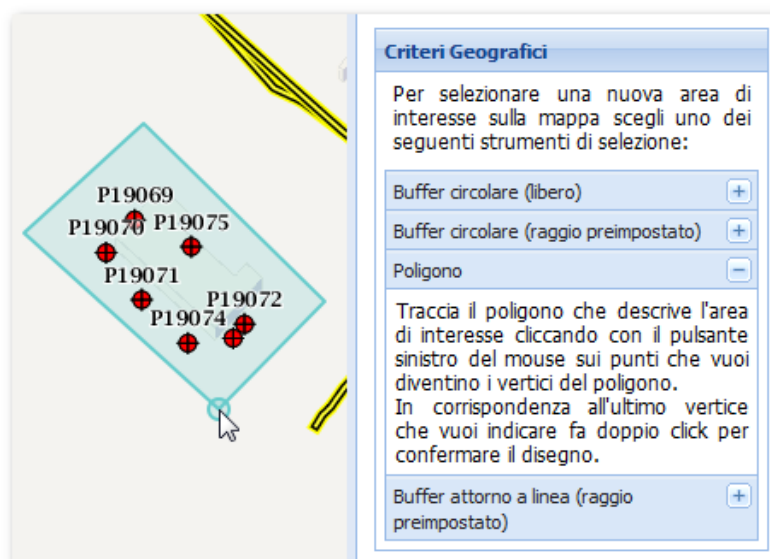 P19069
P19070 P19075
P19071
P19072
P19074
Criteri Geografici
Per selezionare una nuova area di
interesse sulla mappa scegli uno dei
seguenti strumenti di selezione:
Buffer circolare (libero)
Buffer circolare (raggio preimpostato)
Poligono
Traccia il poligono che descrive l'area
di interesse cliccando con il pulsante
sinistro del mouse sui punti che vuoi
diventino i vertici del poligono.
In corrispondenza all'ultimo vertice
che vuoi indicare fa doppio click per
confermare il disegno.
Buffer attorno a linea (raggio
preimpostato)